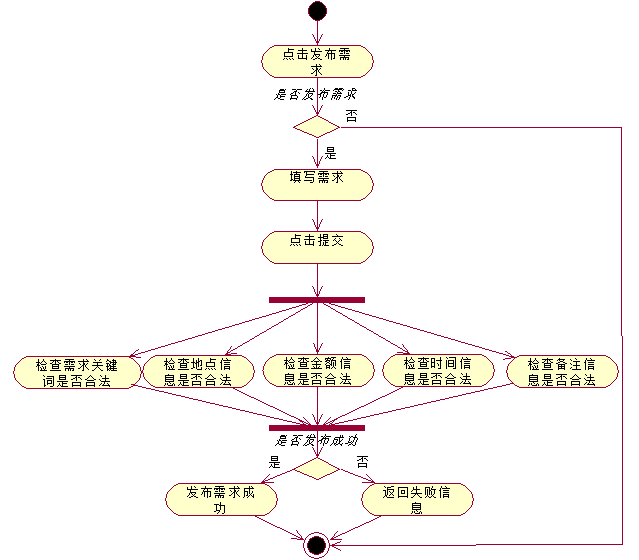 点击发布需
求
是否发布需求
否
是
填写需求
点击提交
检查需求关键
词是否合法
检查地点信
息是否合法
检查金额信
息是否合法
检查时间信
息是否合法
检查备注信
息是否合法
是否发布成功
是
否
发布需求成
功
返回失败信
息